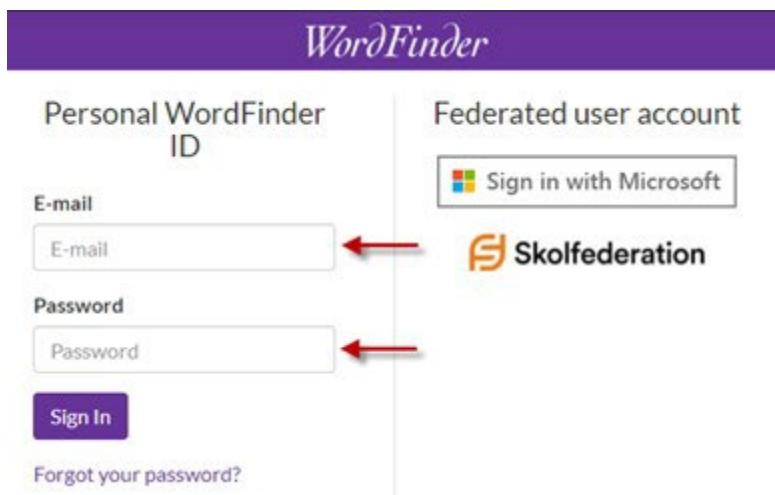 WordFinder
Personal WordFinder
ID
E-mail
E-mail
Password
Password
Sign In
Forgot your password?
Federated user account
Sign in with Microsoft
Skolfederation